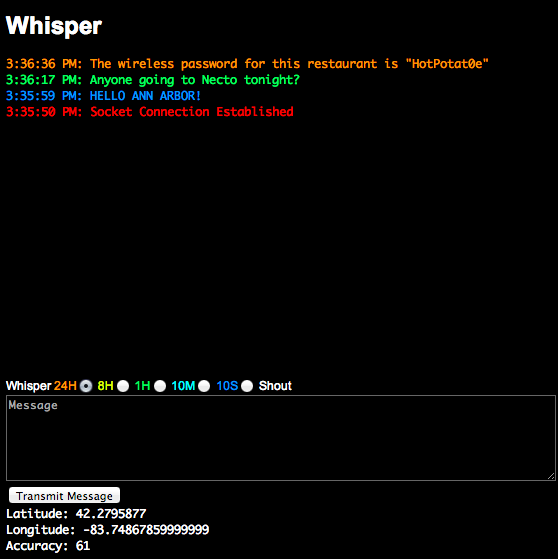 Whisper
3:36:36 PM: The wireless password for this restaurant is "HotPotat0e"
3:36:17 PM: Anyone going to Necto tonight?
3:35:59 PM: HELLO ANN ARBOR!
3:35:50 PM: Socket Connection Established
Whisper 24H 8H 1H 10M 10S Shout
Message
Transmit Message
Latitude: 42.2795877
Longitude: -83.74867859999999
Accuracy: 61